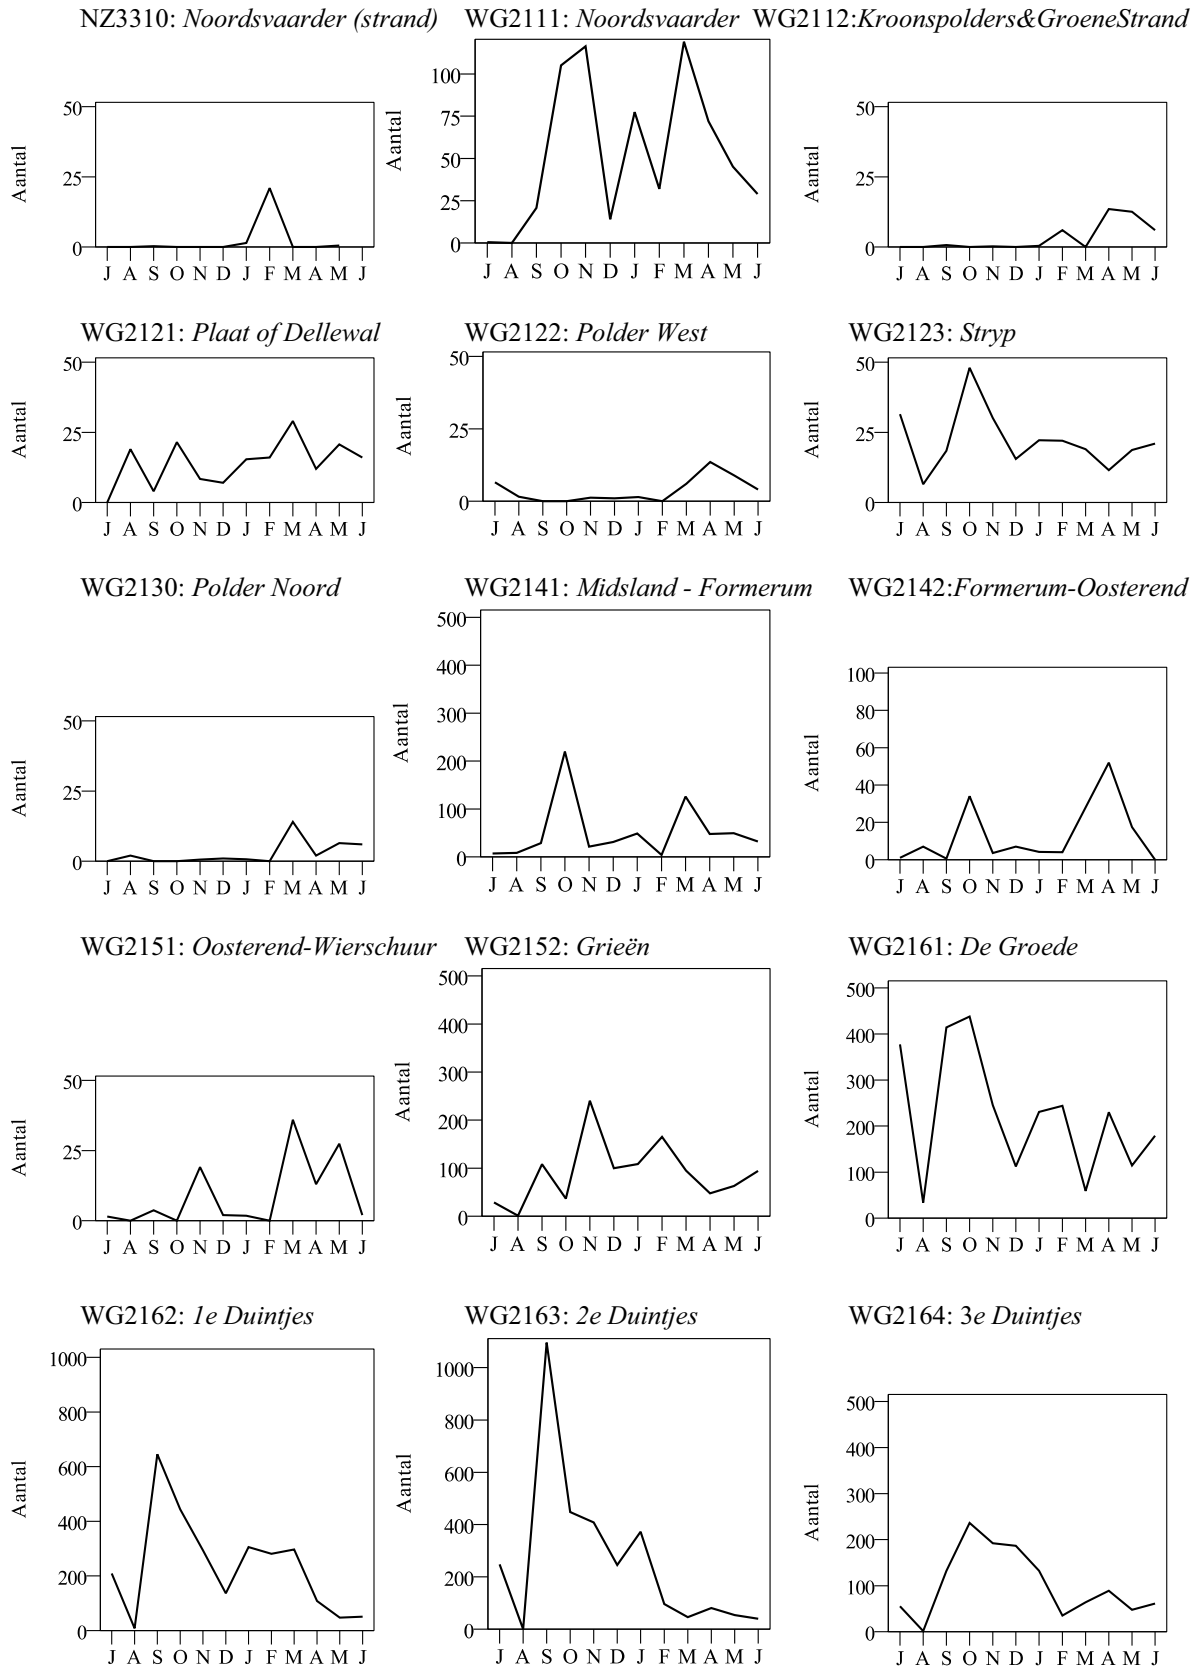 NZ3310: Noordsvaarder (strand)
50
25
0
Aantal
J A S O N D J F M A M J
WG2111: Noordsvaarder
100
75
50
25
0
Aantal
J A S O N D J F M A M J
WG2112:Kroonspolders&GroeneStrand
50
25
0
Aantal
J A S O N D J F M A M J
WG2121: Plaat of Dellewal
50
25
0
Aantal
J A S O N D J F M A M J
WG2122: Polder West
50
25
0
Aantal
J A S O N D J F M A M J
WG2123: Stryp
50
25
0
Aantal
J A S O N D J F M A M J
WG2130: Polder Noord
50
25
0
Aantal
J A S O N D J F M A M J
WG2141: Midsland - Formerum
500
400
300
200
100
0
Aantal
J A S O N D J F M A M J
WG2142:Formerum-Oosterend
100
80
60
40
20
0
Aantal
J A S O N D J F M A M J
WG2151: Oosterend-Wierschuur
50
25
0
Aantal
J A S O N D J F M A M J
WG2152: Grieën
500
400
300
200
100
0
Aantal
J A S O N D J F M A M J
WG2161: De Groede
500
400
300
200
100
0
Aantal
J A S O N D J F M A M J
WG2162: 1e Duintjes
1000
800
600
400
200
0
Aantal
J A S O N D J F M A M J
WG2163: 2e Duintjes
1000
800
600
400
200
0
Aantal
J A S O N D J F M A M J
WG2164: 3e Duintjes
500
400
300
200
100
0
Aantal
J A S O N D J F M A M J